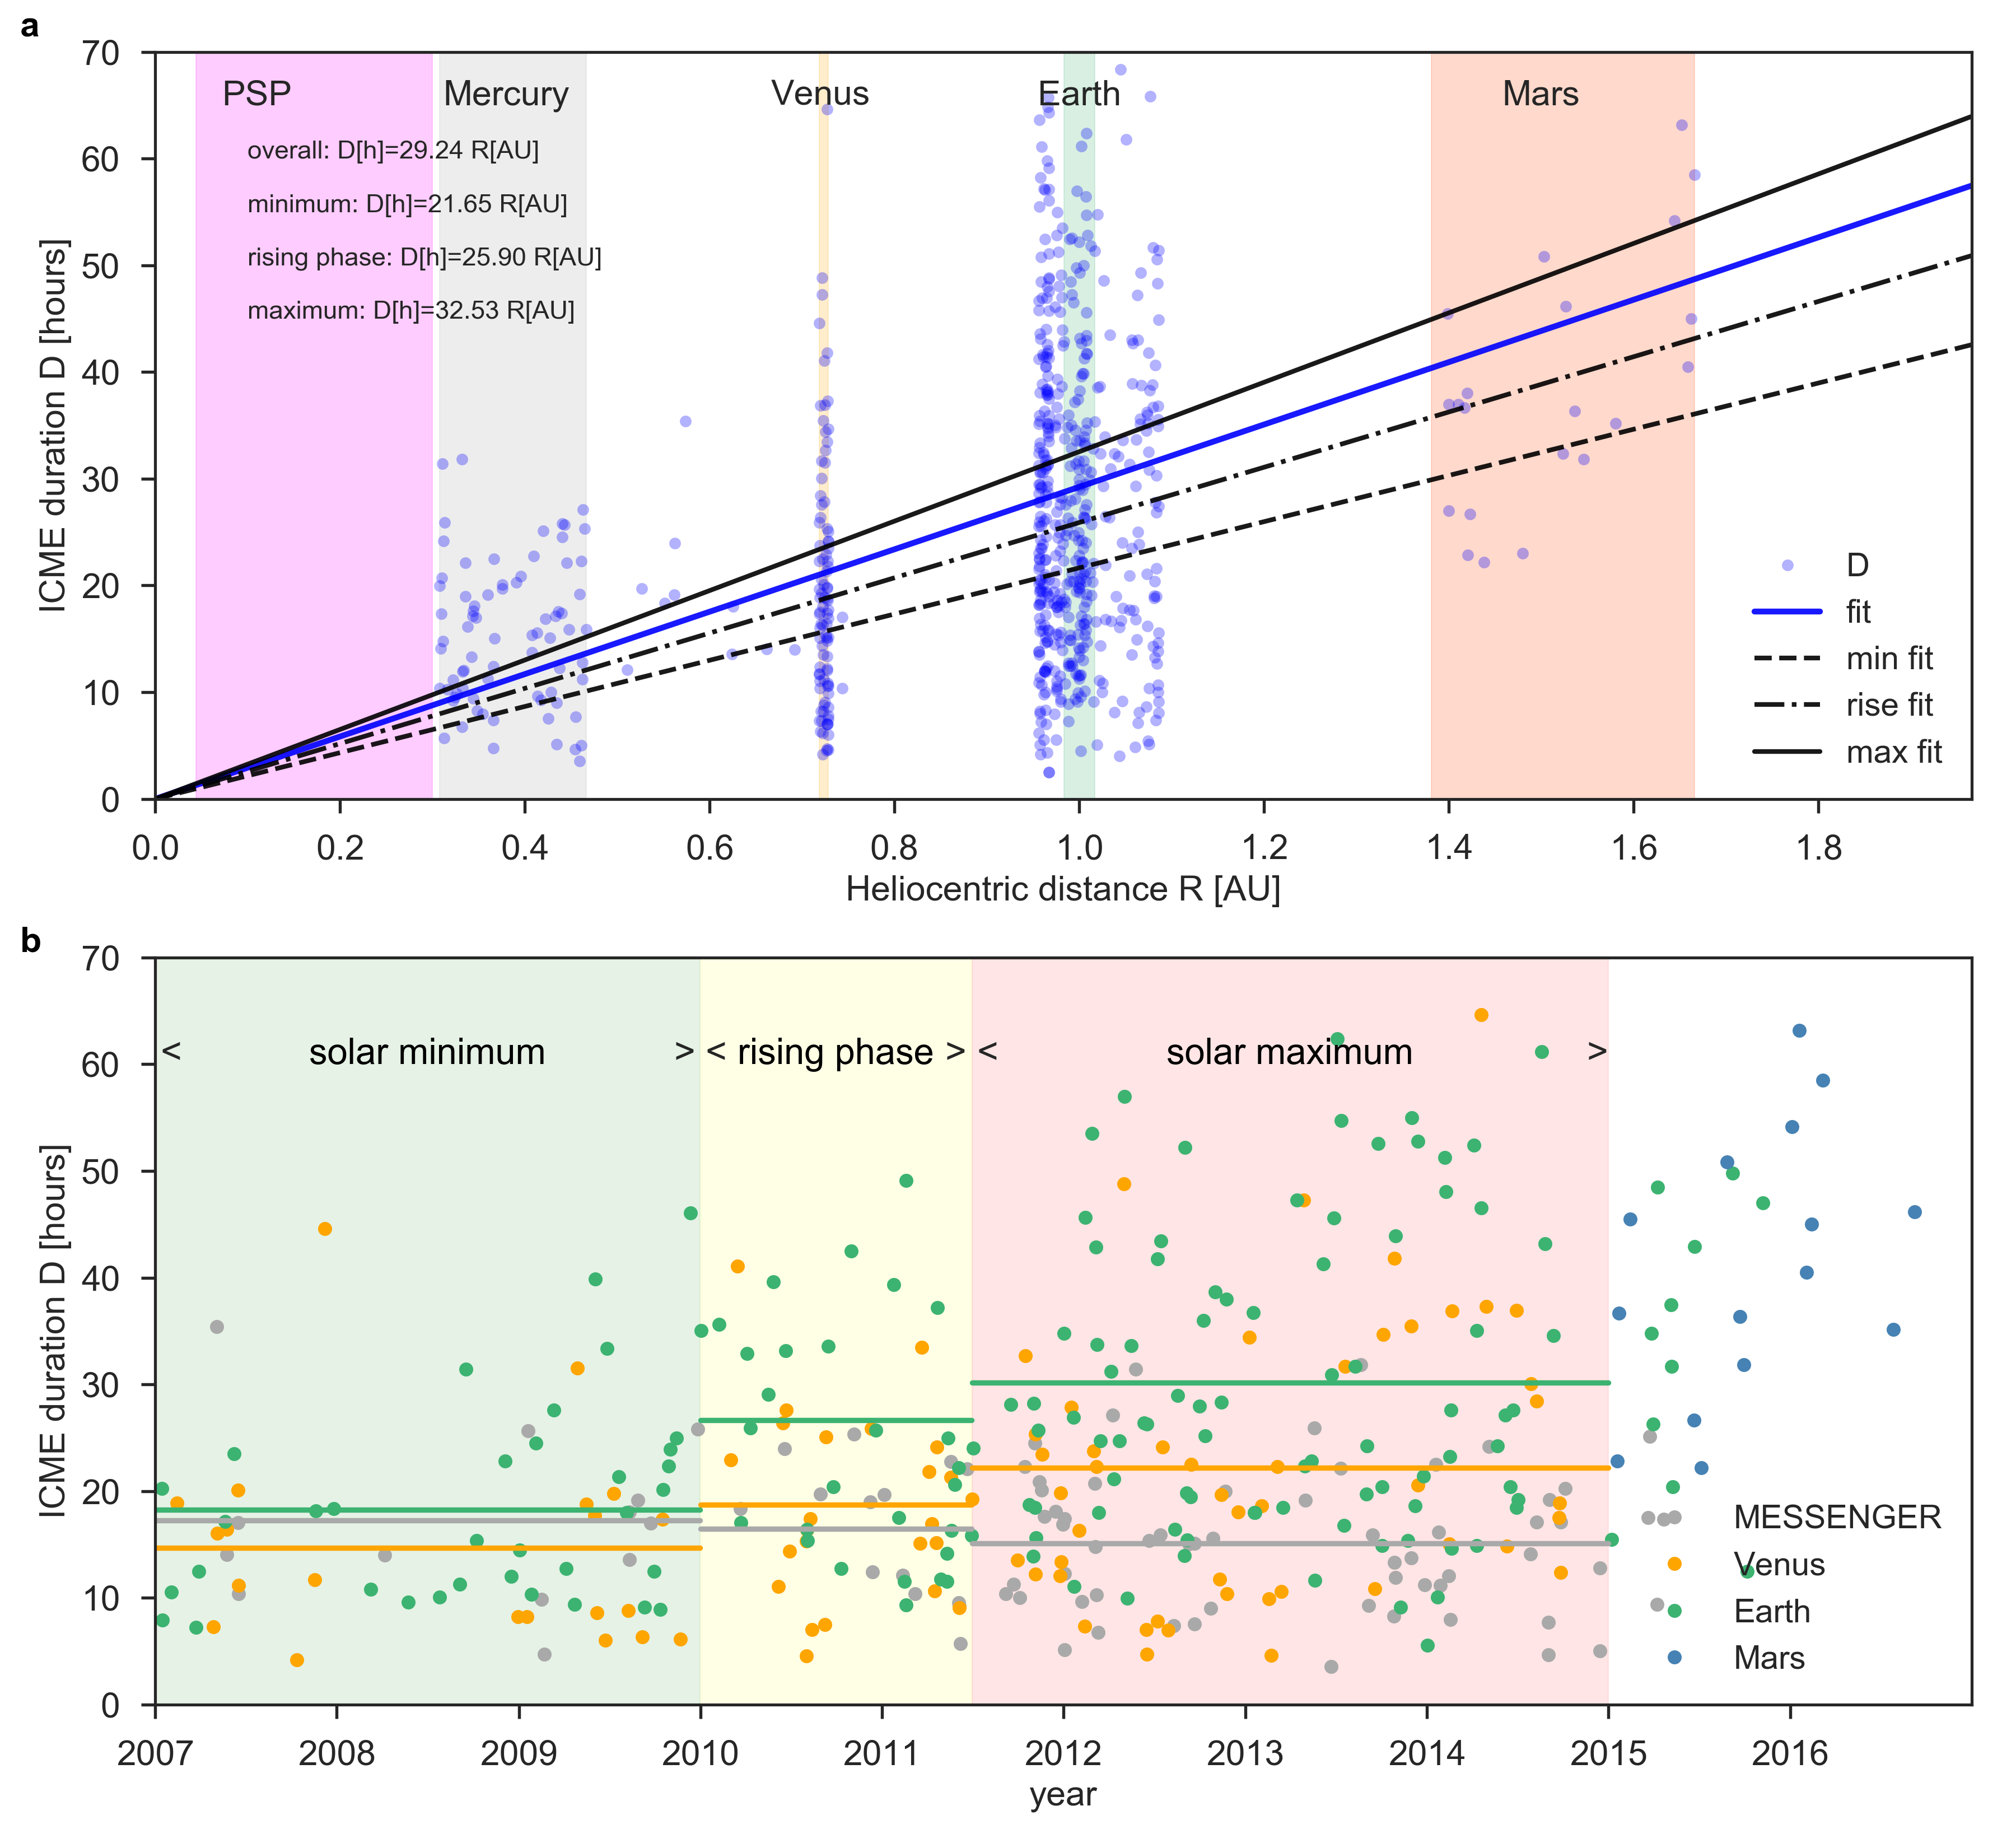 a
70
60
50
40
30
20
10
0
ICME duration D [hours]
PSP Mercury Venus Earth Mars
overall: D[h]=29.24 R[AU]
minimum: D[h]=21.65 R[AU]
rising phase: D[h]=25.90 R[AU]
maximum: D[h]=32.53 R[AU]
D
fit
min fit
rise fit
max fit
0.0 0.2 0.4 0.6 0.8 1.0 1.2 1.4 1.6 1.8
Heliocentric distance R [AU]
b
70
60
50
40
30
20
10
0
ICME duration D [hours]
< solar minimum > < rising phase > < solar maximum >
MESSENGER
Venus
Earth
Mars
2007 2008 2009 2010 2011 2012 2013 2014 2015 2016
year